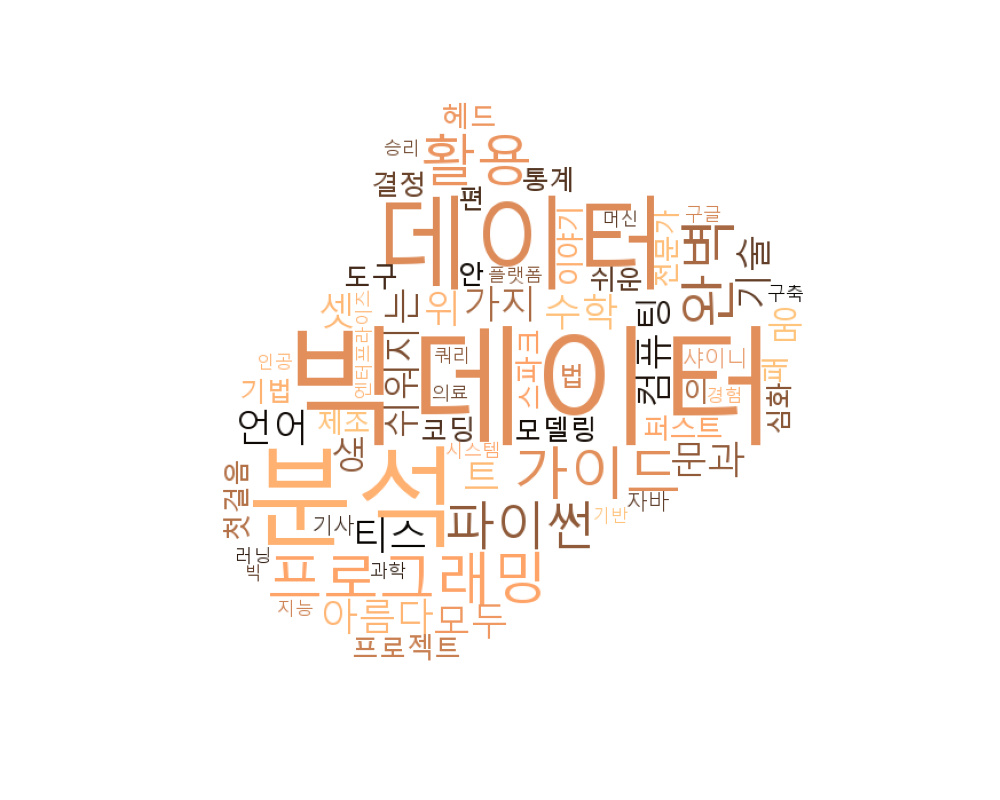 헤드
승리
활용
결정
편
통계
데이터
이야기
머신
전문가
구글
완벽
기술
도구
안
플랫폼
쉬운
구축
셋
엔터프라이즈
쉬워지는
위
가지
수학
컴퓨팅
꿈
인공
쿼리
스파크
빅데이터
법
샤이니
패
기법
의료
이
경험
심화
언어
제조
코딩
모델링
퍼스트
생
시스템
트
가이드
문과
분석
첫걸음
자바
기사
티스
파이썬
기반
러닝
빅
과학
프로그래밍
지능
아름다
모두
프로젝트